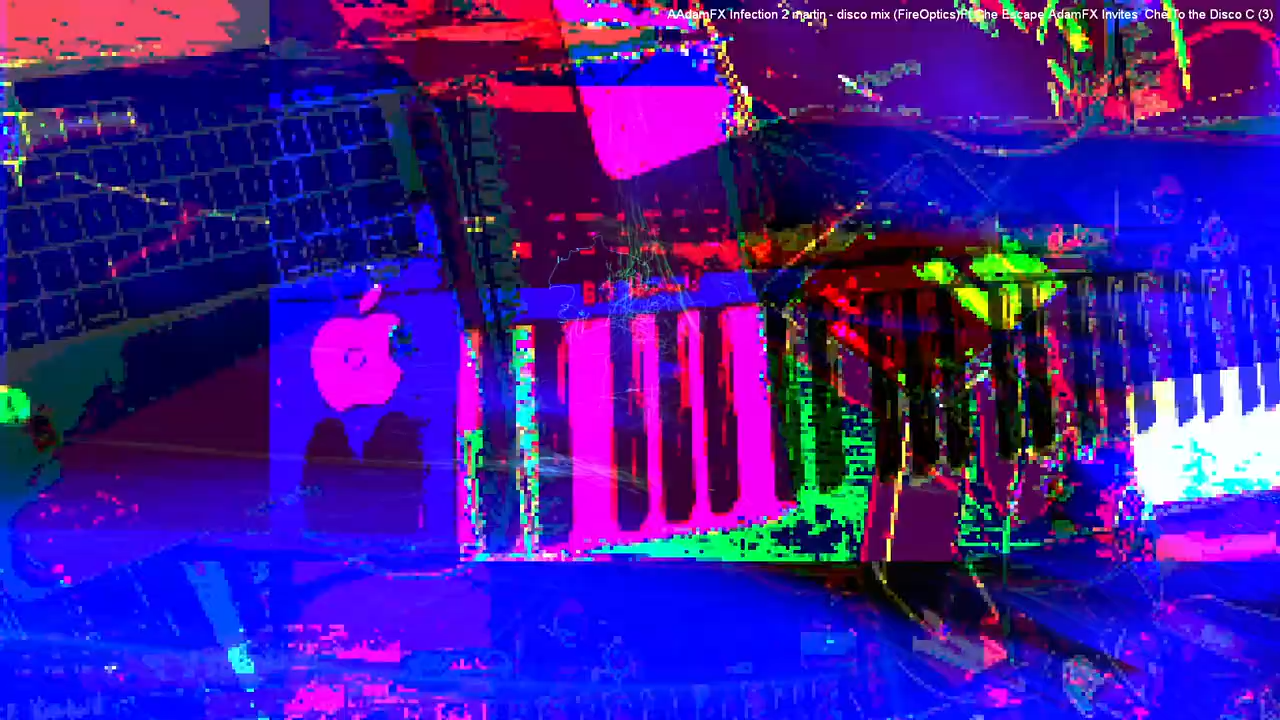 AAdamFX Infection 2 martin - disco mix (FireOptics)Ft Che Escape AdamFX Invites  Che To the Disco C (3)